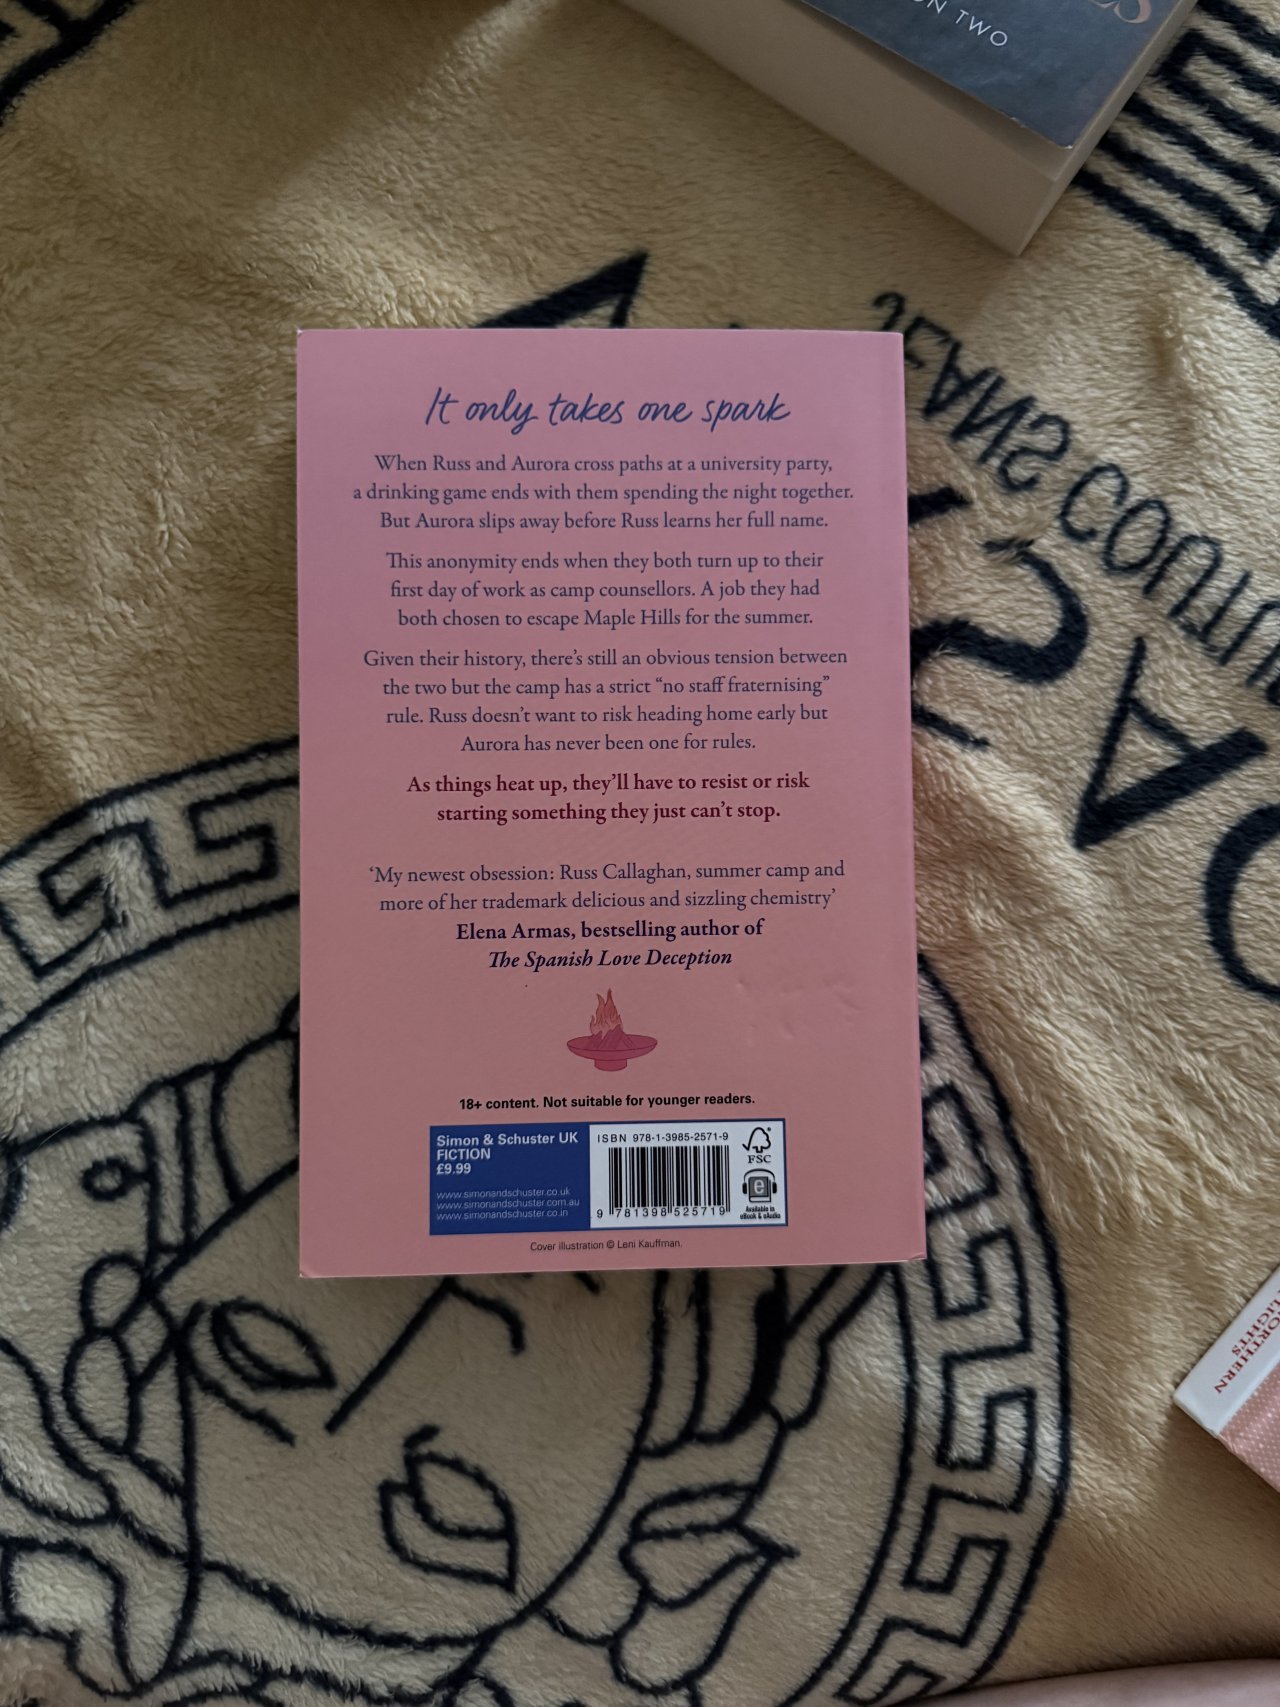 ON TWO
It only takes one spark
When Russ and Aurora cross paths at a university party,
a drinking game ends with them spending the night together.
But Aurora slips away before Russ learns her full name.
This anonymity ends when they both turn up to their
first day of work as camp counsellors. A job they had
both chosen to escape Maple Hills for the summer.
Given their history, there’s still an obvious tension between
the two but the camp has a strict “no staff fraternising”
rule. Russ doesn’t want to risk heading home early but
Aurora has never been one for rules.
As things heat up, they’ll have to resist or risk
starting something they just can’t stop.
‘My newest obsession: Russ Callaghan, summer camp and
more of her trademark delicious and sizzling chemistry’
Elena Armas, bestselling author of
The Spanish Love Deception
18+ content. Not suitable for younger readers.
Simon & Schuster UK
FICTION
£9.99
www.simonandschuster.co.uk
www.simonandschuster.com.au
www.simonandschuster.co.in
ISBN 978-1-3985-2571-9
9 781398 525719
FSC
e
Available in
eBook & eAudio
Cover illustration © Leni Kauffman.
LIGHTS